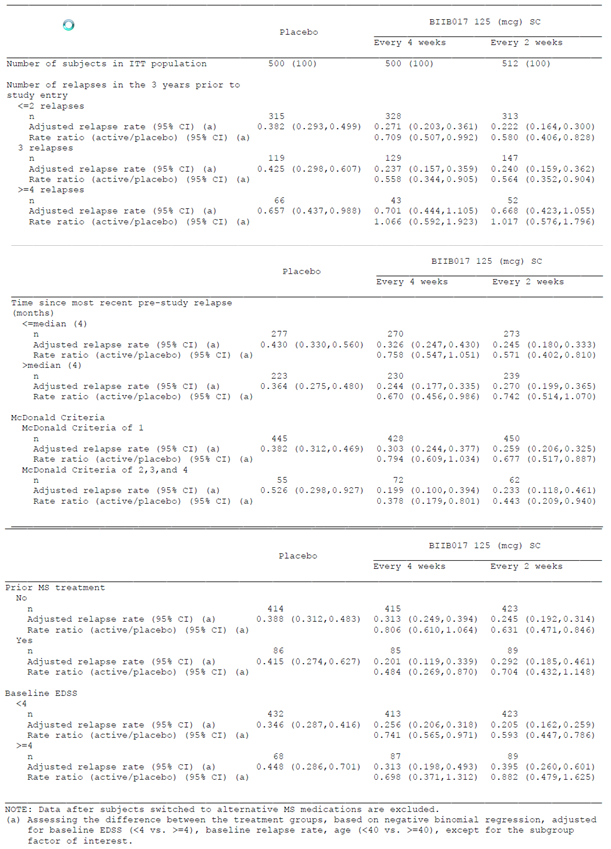 BIIB017 125 (mcg) SC
Placebo
Every 4 weeks Every 2 weeks
Number of subjects in ITT population 500 (100) 500 (100) 512 (100)
Number of relapses in the 3 years prior to
study entry
<=2 relapses
n 315 328 313
Adjusted relapse rate (95% CI) (a) 0.382 (0.293,0.499) 0.271 (0.203,0.361) 0.222 (0.164,0.300)
Rate ratio (active/placebo) (95% CI) (a) 0.709 (0.507,0.992) 0.580 (0.406,0.828)
3 relapses
n 119 129 147
Adjusted relapse rate (95% CI) (a) 0.425 (0.298,0.607) 0.237 (0.157,0.359) 0.240 (0.159,0.362)
Rate ratio (active/placebo) (95% CI) (a) 0.558 (0.344,0.905) 0.564 (0.352,0.904)
>=4 relapses
n 66 43 52
Adjusted relapse rate (95% CI) (a) 0.657 (0.437,0.988) 0.701 (0.444,1.105) 0.668 (0.423,1.055)
Rate ratio (active/placebo) (95% CI) (a) 1.066 (0.592,1.923) 1.017 (0.576,1.796)
BIIB017 125 (mcg) SC
Placebo
Every 4 weeks Every 2 weeks
Time since most recent pre-study relapse
(months)
<=median (4)
n 277 270 273
Adjusted relapse rate (95% CI) (a) 0.430 (0.330,0.560) 0.326 (0.247,0.430) 0.245 (0.180,0.333)
Rate ratio (active/placebo) (95% CI) (a) 0.758 (0.547,1.051) 0.571 (0.402,0.810)
>median (4)
n 223 230 239
Adjusted relapse rate (95% CI) (a) 0.364 (0.275,0.480) 0.244 (0.177,0.335) 0.270 (0.199,0.365)
Rate ratio (active/placebo) (95% CI) (a) 0.670 (0.456,0.986) 0.742 (0.514,1.070)
McDonald Criteria
McDonald Criteria of 1
n 445 428 450
Adjusted relapse rate (95% CI) (a) 0.382 (0.312,0.469) 0.303 (0.244,0.377) 0.259 (0.206,0.325)
Rate ratio (active/placebo) (95% CI) (a) 0.794 (0.609,1.034) 0.677 (0.517,0.887)
McDonald Criteria of 2,3,and 4
n 55 72 62
Adjusted relapse rate (95% CI) (a) 0.526 (0.298,0.927) 0.199 (0.100,0.394) 0.233 (0.118,0.461)
Rate ratio (active/placebo) (95% CI) (a) 0.378 (0.179,0.801) 0.443 (0.209,0.940)
BIIB017 125 (mcg) SC
Placebo
Every 4 weeks Every 2 weeks
Prior MS treatment
No
n 414 415 423
Adjusted relapse rate (95% CI) (a) 0.388 (0.312,0.483) 0.313 (0.249,0.394) 0.245 (0.192,0.314)
Rate ratio (active/placebo) (95% CI) (a) 0.806 (0.610,1.064) 0.631 (0.471,0.846)
Yes
n 86 85 89
Adjusted relapse rate (95% CI) (a) 0.415 (0.274,0.627) 0.201 (0.119,0.339) 0.292 (0.185,0.461)
Rate ratio (active/placebo) (95% CI) (a) 0.484 (0.269,0.870) 0.704 (0.432,1.148)
Baseline EDSS
<4
n 432 413 423
Adjusted relapse rate (95% CI) (a) 0.346 (0.287,0.416) 0.256 (0.206,0.318) 0.205 (0.162,0.259)
Rate ratio (active/placebo) (95% CI) (a) 0.741 (0.565,0.971) 0.593 (0.447,0.786)
>=4
n 68 87 89
Adjusted relapse rate (95% CI) (a) 0.448 (0.286,0.701) 0.313 (0.198,0.493) 0.395 (0.260,0.601)
Rate ratio (active/placebo) (95% CI) (a) 0.698 (0.371,1.312) 0.882 (0.479,1.625)
NOTE: Data after subjects switched to alternative MS medications are excluded.
(a) Assessing the difference between the treatment groups, based on negative binomial regression, adjusted
for baseline EDSS (<4 vs. >=4), baseline relapse rate, age (<40 vs. >=40), except for the subgroup
factor of interest.